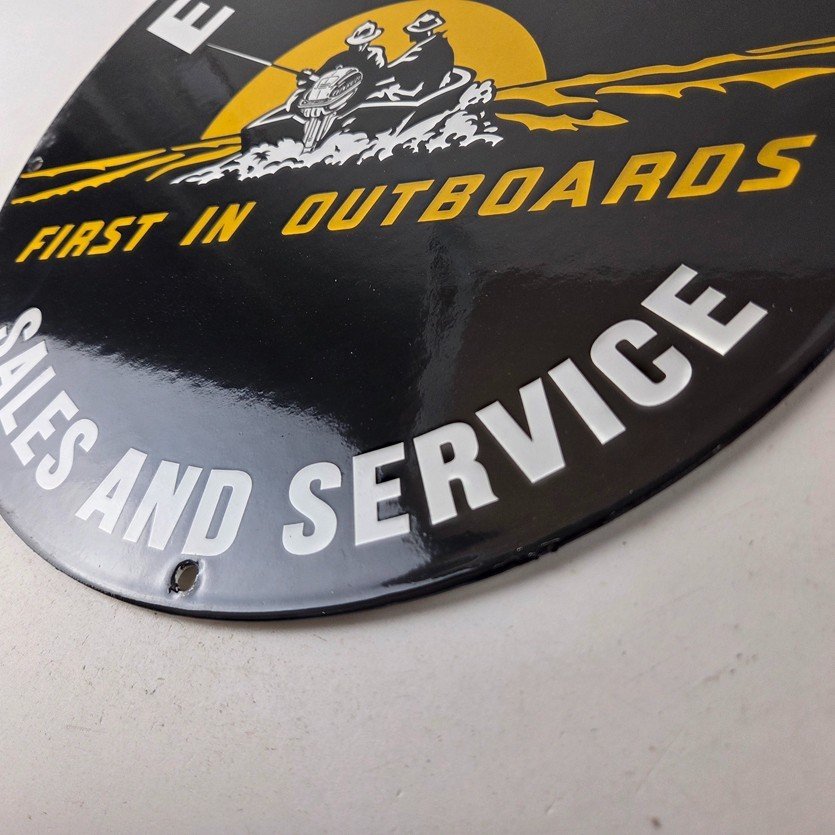 E
FIRST IN OUTBOARDS
SALES AND SERVICE